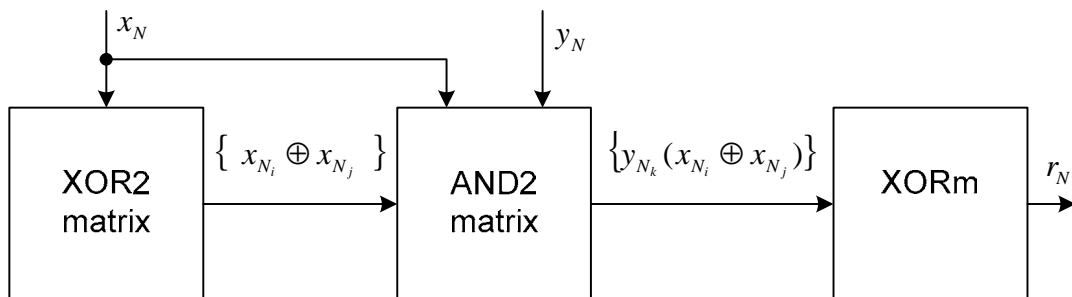 x_N
y_N
{ x_{N_i} ⊕ x_{N_j} }
{y_{N_k}(x_{N_i} ⊕ x_{N_j})}
XOR2
matrix
AND2
matrix
XORm
r_N